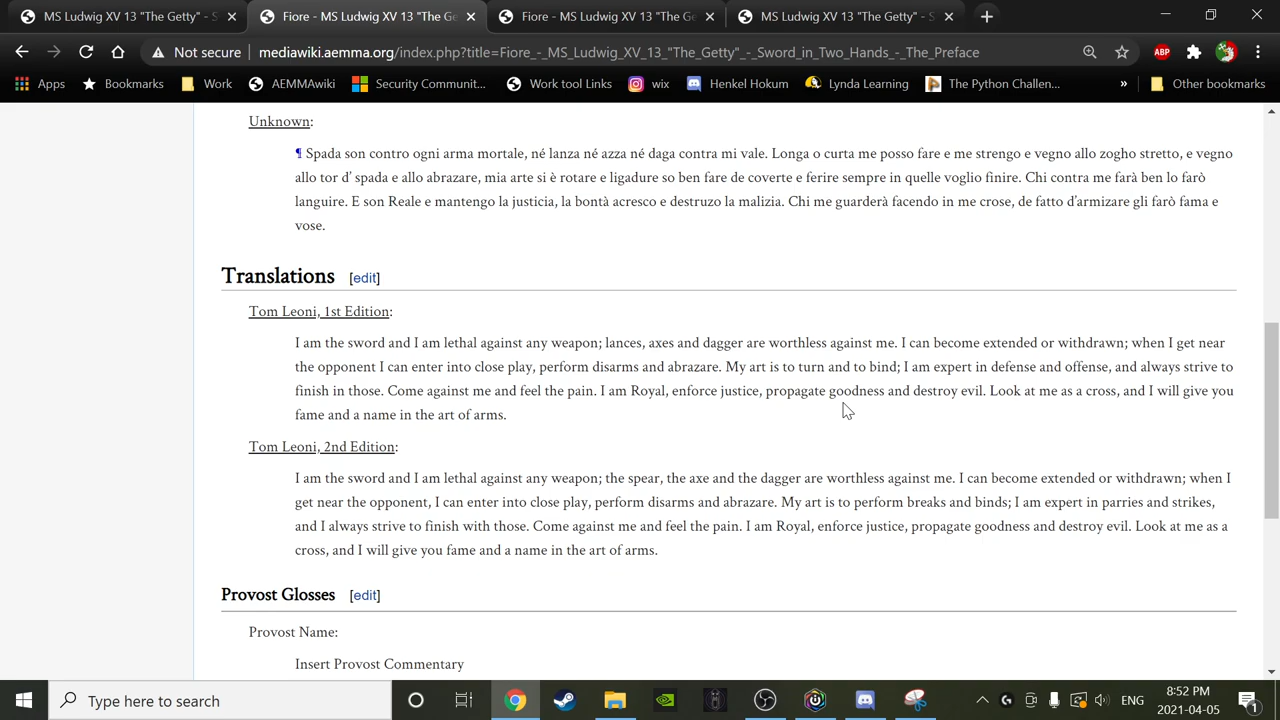 MS Ludwig XV 13 "The Getty" - S
Fiore - MS Ludwig XV 13 "The Ge
Fiore - MS Ludwig XV 13 "The Ge
MS Ludwig XV 13 "The Getty" - S
Not secure | mediawiki.aemma.org/index.php?title=Fiore_-_MS_Ludwig_XV_13_"The_Getty"_-_Sword_in_Two_Hands_-_The_Preface
ABP
Apps Bookmarks Work AEMMAwiki Security Communit... Work tool Links wix Henkel Hokum Lynda Learning The Python Challen... » Other bookmarks
Unknown:
¶ Spada son contro ogni arma mortale, né lanza né azza né daga contra mi vale. Longa o curta me posso fare e me strengo e vegno allo zogho stretto, e vegno
allo tor d' spada e allo abrazare, mia arte si è rotare e ligadure so ben fare de coverte e ferire sempre in quelle voglio finire. Chi contra me farà ben lo farò
languire. E son Reale e mantengo la justicia, la bontà acresco e destruzo la malizia. Chi me guarderà facendo in me crose, de fatto d'armizare gli farò fama e
vose.
Translations [edit]
Tom Leoni, 1st Edition:
I am the sword and I am lethal against any weapon; lances, axes and dagger are worthless against me. I can become extended or withdrawn; when I get near
the opponent I can enter into close play, perform disarms and abrazare. My art is to turn and to bind; I am expert in defense and offense, and always strive to
finish in those. Come against me and feel the pain. I am Royal, enforce justice, propagate goodness and destroy evil. Look at me as a cross, and I will give you
fame and a name in the art of arms.
Tom Leoni, 2nd Edition:
I am the sword and I am lethal against any weapon; the spear, the axe and the dagger are worthless against me. I can become extended or withdrawn; when I
get near the opponent, I can enter into close play, perform disarms and abrazare. My art is to perform breaks and binds; I am expert in parries and strikes,
and I always strive to finish with those. Come against me and feel the pain. I am Royal, enforce justice, propagate goodness and destroy evil. Look at me as a
cross, and I will give you fame and a name in the art of arms.
Provost Glosses [edit]
Provost Name:
Insert Provost Commentary
Type here to search
ENG
8:52 PM
2021-04-05
1